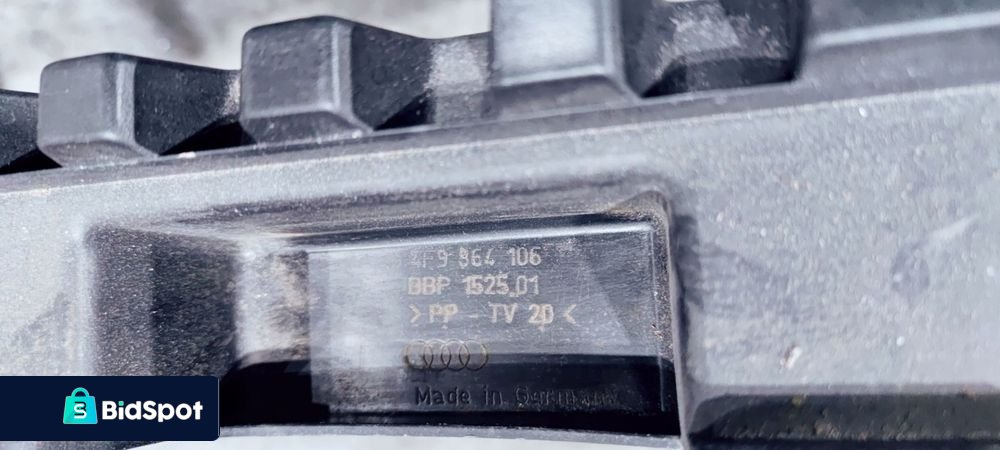 4F9 864 106
BBP 1525.01
>PP - TV 20<
Made in Germany
BidSpot